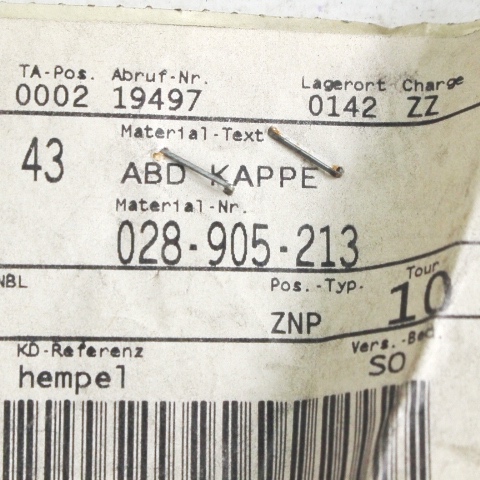 TA-Pos. Abruf-Nr. Lagerort Charge
0002 19497 0142 ZZ
Material-Text
43 ABD KAPPE
Material-Nr.
028-905-213
NBL Pos.-Typ. Tour
ZNP 10
KD-Referenz Vers.-Bed.
hempel SO